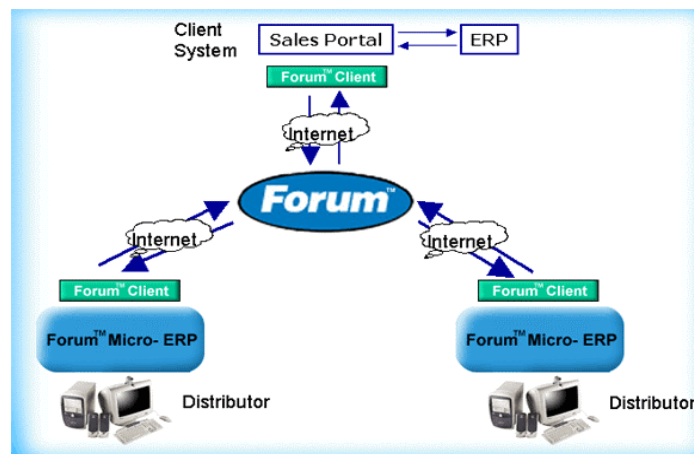 Client
System
Sales Portal
ERP
Forum™ Client
Internet
Forum™
Internet
Internet
Forum™ Client
Forum™ Client
Forum™ Micro- ERP
Forum™ Micro- ERP
Distributor
Distributor